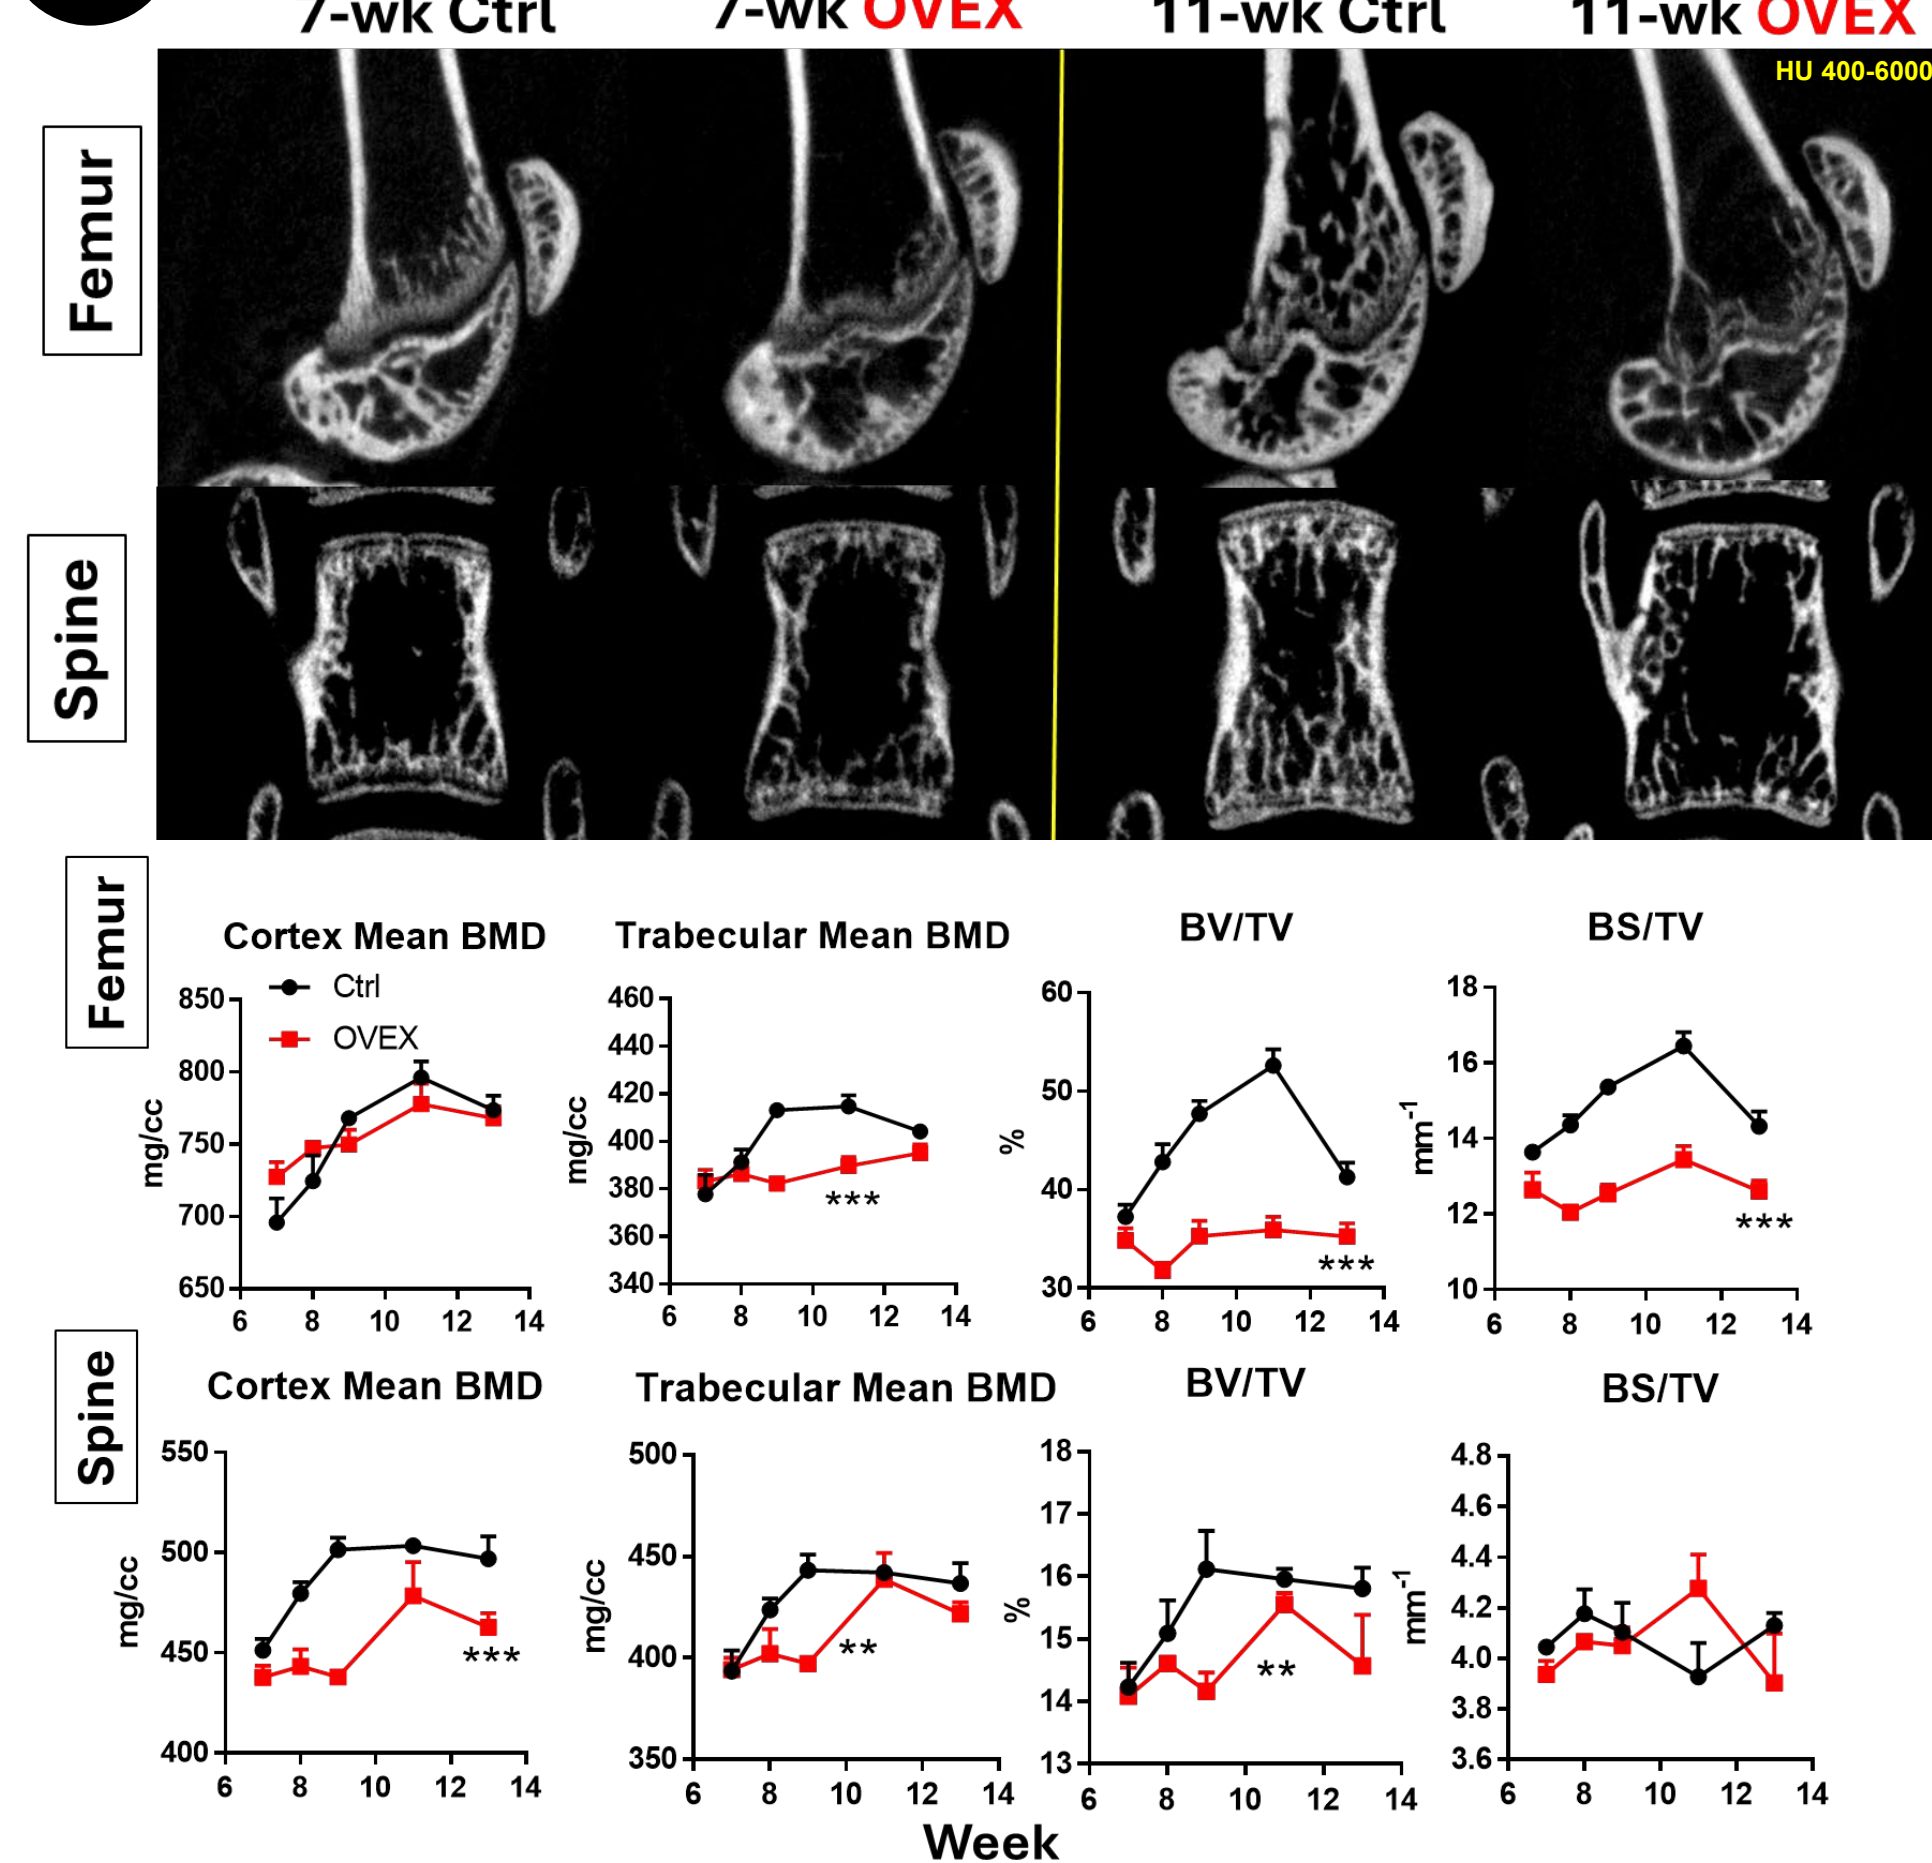 7-wk Ctrl 7-wk OVEX 11-wk Ctrl 11-wk OVEX
HU 400-6000
Femur
Spine
Femur
Cortex Mean BMD
Ctrl
OVEX
mg/cc
850
800
750
700
650
6 8 10 12 14
Trabecular Mean BMD
mg/cc
460
440
420
400
380
360
340
***
6 8 10 12 14
BV/TV
%
60
50
40
30
***
6 8 10 12 14
BS/TV
mm-1
18
16
14
12
10
***
6 8 10 12 14
Spine
Cortex Mean BMD
mg/cc
550
500
450
400
***
6 8 10 12 14
Trabecular Mean BMD
mg/cc
500
450
400
350
**
6 8 10 12 14
BV/TV
%
18
17
16
15
14
13
**
6 8 10 12 14
BS/TV
mm-1
4.8
4.6
4.4
4.2
4.0
3.8
3.6
6 8 10 12 14
Week